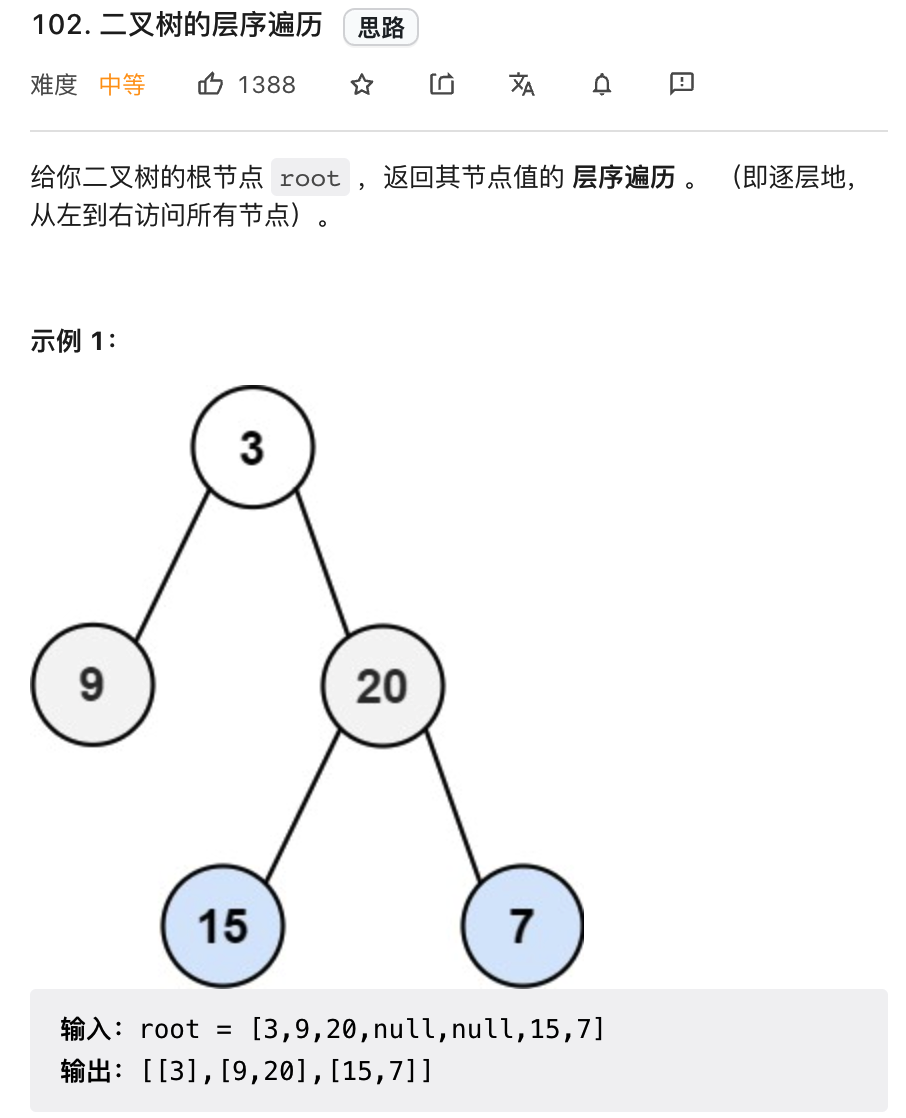 102. 二叉树的层序遍历 思路
难度 中等 1388
给你二叉树的根节点 root ，返回其节点值的 层序遍历 。 （即逐层地，
从左到右访问所有节点）。
示例 1：
3
9 20
15 7
输入：root = [3,9,20,null,null,15,7]
输出：[[3],[9,20],[15,7]]